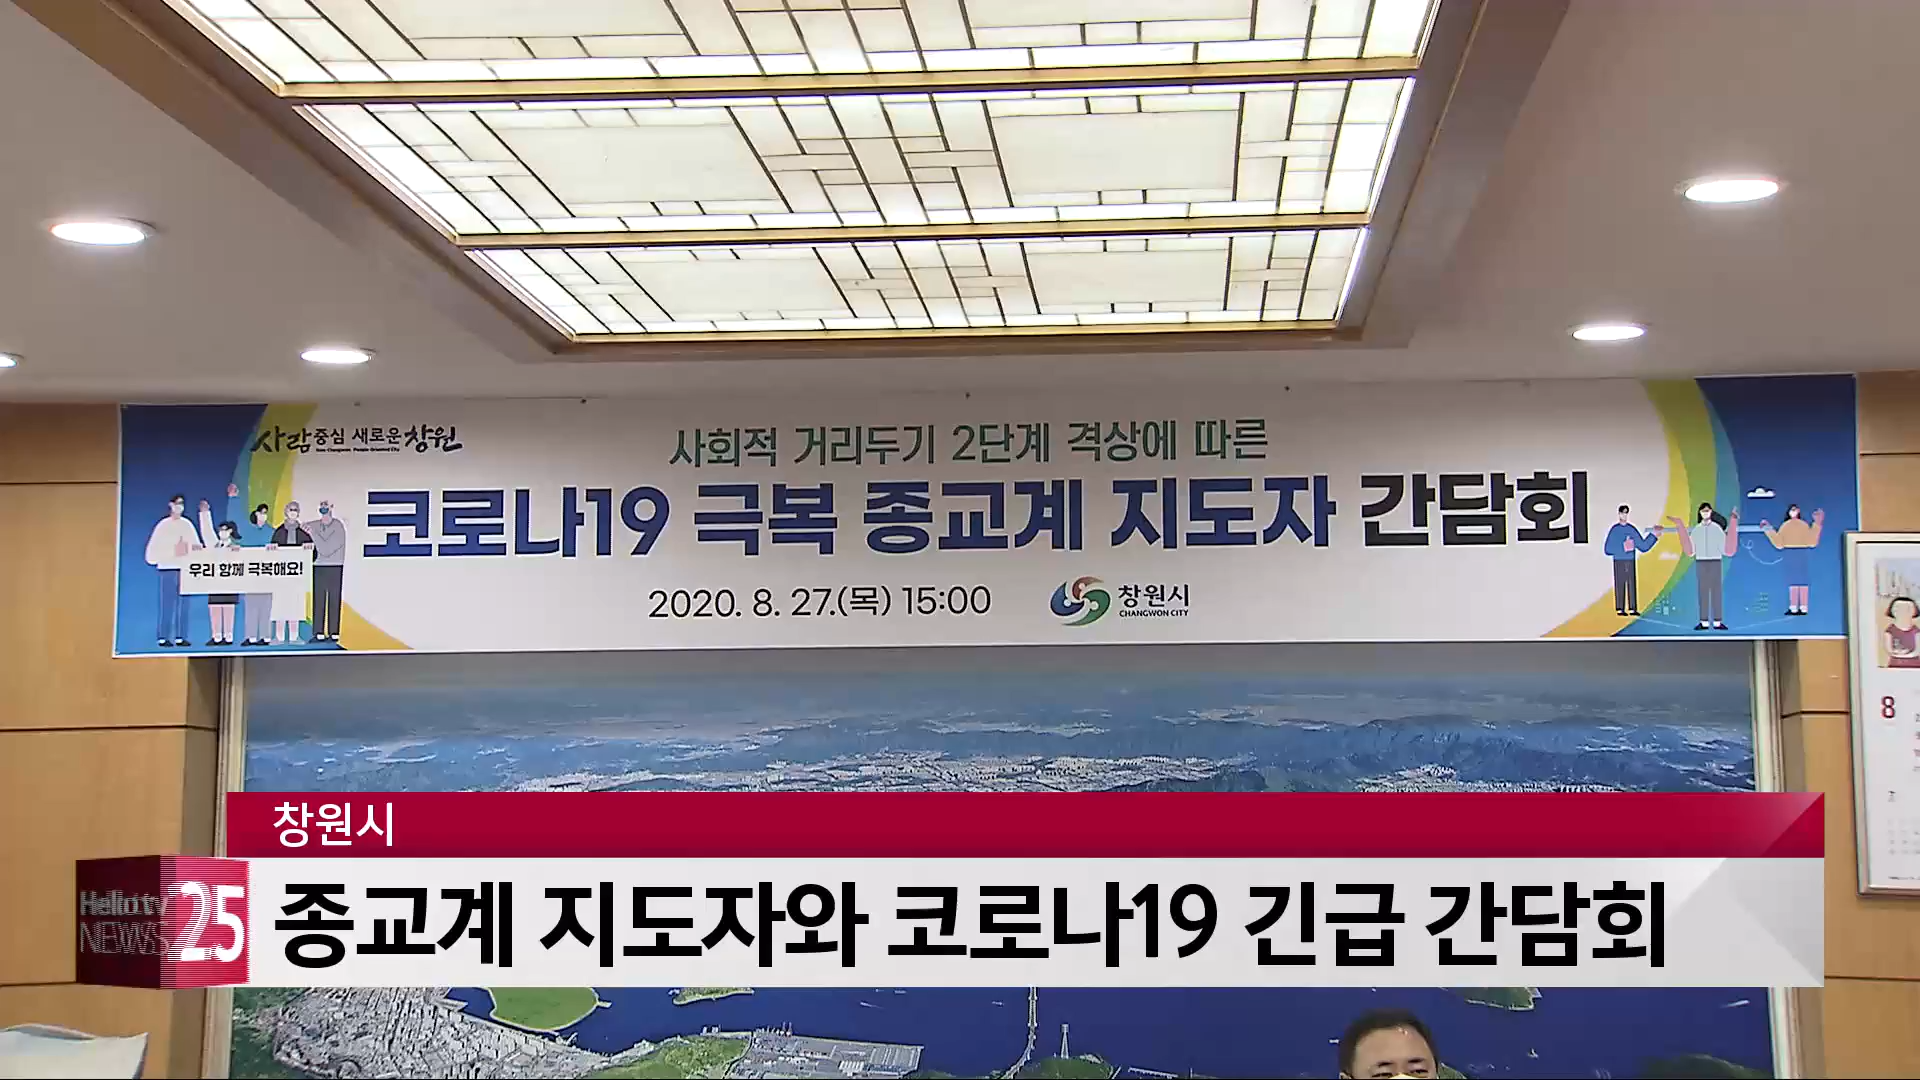 사람중심 새로운 창원
사회적 거리두기 2단계 격상에 따른
코로나19 극복 종교계 지도자 간담회
우리 함께 극복해요!
2020. 8. 27.(목) 15:00
창원시
CHANGWON CITY
8
창원시
Hellotv
NEWS 25
종교계 지도자와 코로나19 긴급 간담회